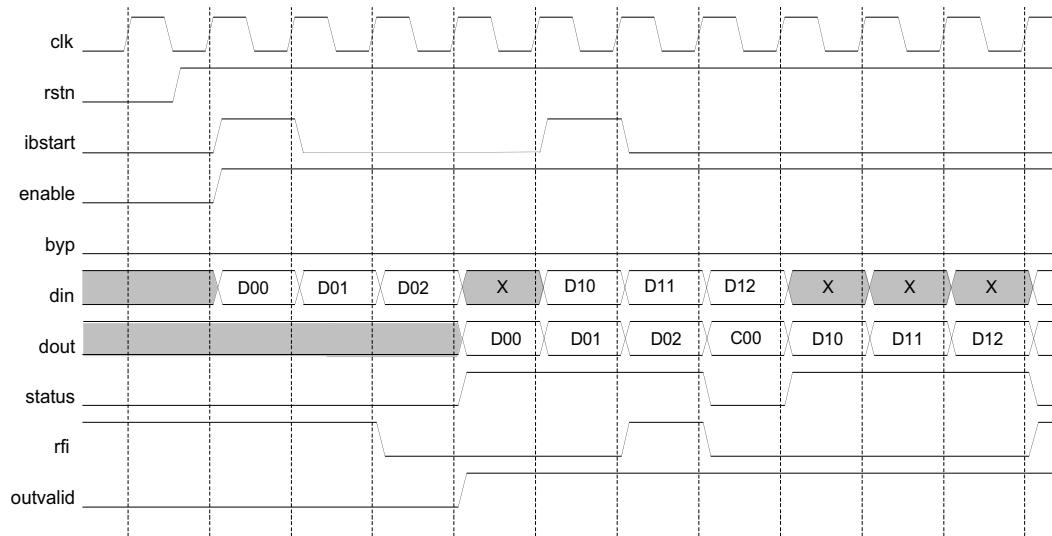 clk
rstn
ibstart
enable
byp
din D00 D01 D02 X D10 D11 D12 X X X
dout D00 D01 D02 C00 D10 D11 D12
status
rfi
outvalid